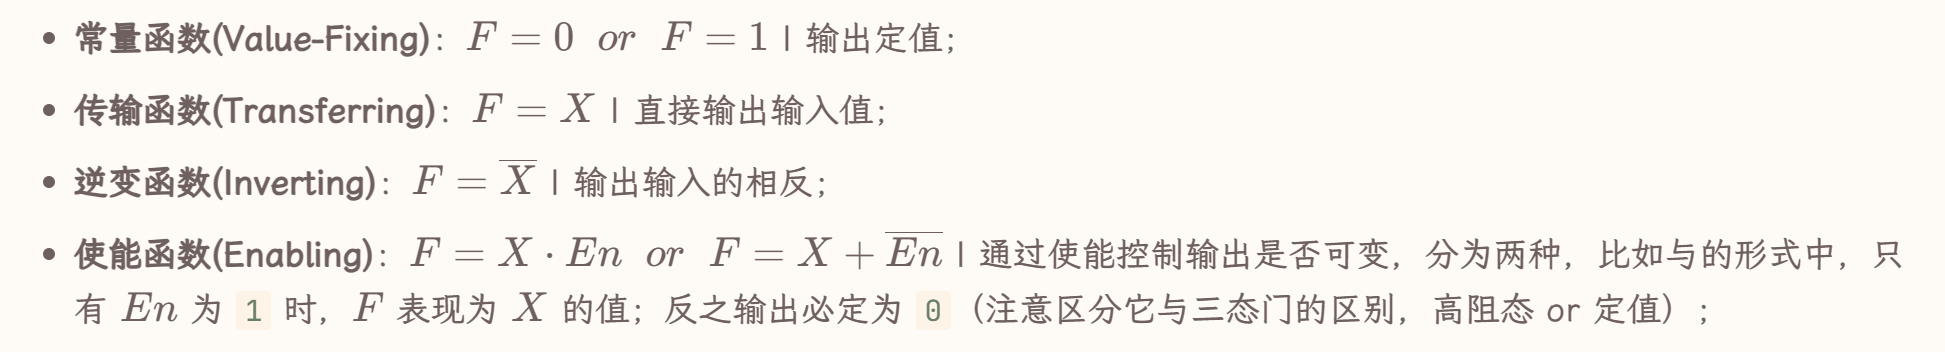 • 常量函数(Value-Fixing)：F = 0 or F = 1 | 输出定值；
• 传输函数(Transferring)：F = X | 直接输出输入值；
• 逆变函数(Inverting)：F = \overline{X} | 输出输入的相反；
• 使能函数(Enabling)：F = X · En or F = X + \overline{En} | 通过使能控制输出是否可变，分为两种，比如与的形式中，只
有 En 为 1 时，F 表现为 X 的值；反之输出必定为 0（注意区分它与三态门的区别，高阻态 or 定值）；